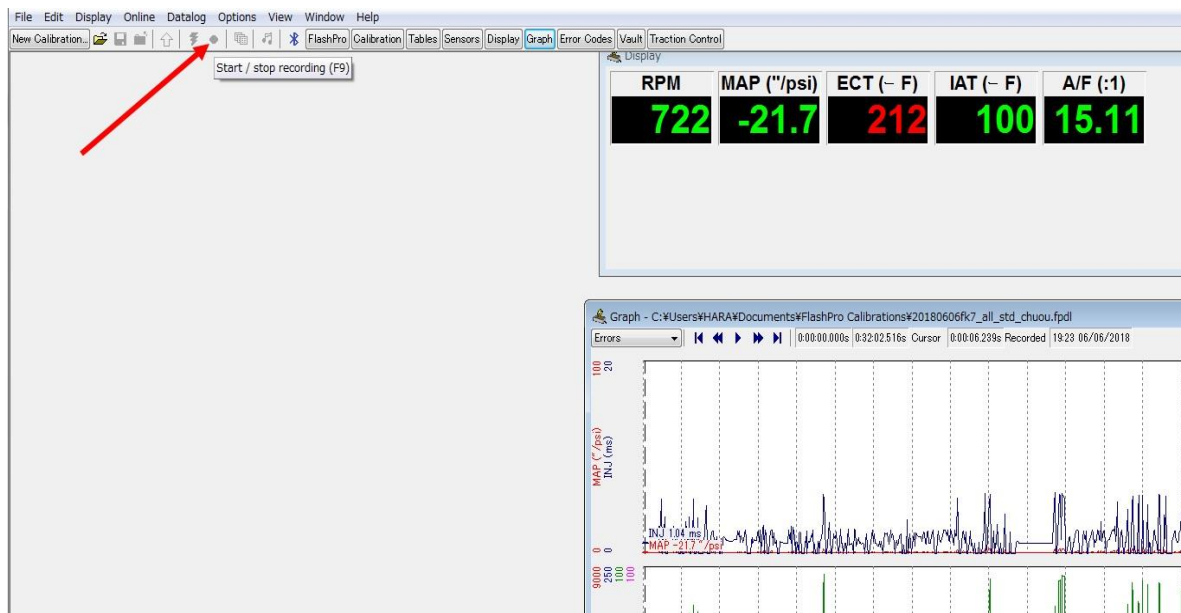 File Edit Display Online Datalog Options View Window Help
New Calibration... FlashPro Calibration Tables Sensors Display Graph Error Codes Vault Traction Control
Start / stop recording (F9)
Display
RPM MAP ("/psi) ECT (– F) IAT (– F) A/F (:1)
722 -21.7 212 100 15.11
Graph - C:¥Users¥HARA¥Documents¥FlashPro Calibrations¥20180606fk7_all_std_chuou.fpdl
Errors 0:00:00.000s 0:32:02.516s Cursor 0:00:06.239s Recorded 19:23 06/06/2018
100 20
MAP ("/psi)
INJ (ms)
INJ 1.04 ms
MAP -21.7 "/psi
0 0
9000 250 100 100